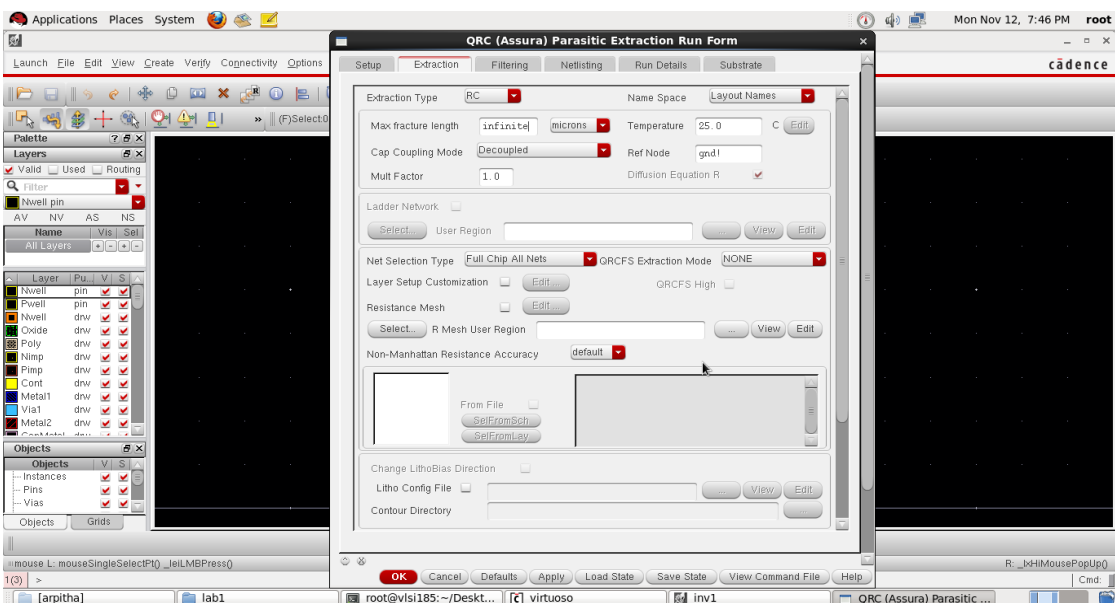 Applications Places System Mon Nov 12, 7:46 PM root
QRC (Assura) Parasitic Extraction Run Form
Launch File Edit View Create Verify Connectivity Options
cādence
Setup Extraction Filtering Netlisting Run Details Substrate
(F)Select:0
Palette
Layers
Valid Used Routing
Filter
Nwell pin
AV NV AS NS
Name Vis Sel
All Layers
Layer Pu... V S
Nwell pin
Pwell pin
Nwell drw
Oxide drw
Poly drw
Nimp drw
Pimp drw
Cont drw
Metal1 drw
Via1 drw
Metal2 drw
Objects
Objects V S
Instances
Pins
Vias
Objects Grids
Extraction Type RC Name Space Layout Names
Max fracture length infinite microns Temperature 25.0 C Edit
Cap Coupling Mode Decoupled Ref Node gnd!
Mult Factor 1.0 Diffusion Equation R
Ladder Network
Select... User Region ... View Edit
Net Selection Type Full Chip All Nets QRCFS Extraction Mode NONE
Layer Setup Customization Edit... QRCFS High
Resistance Mesh Edit...
Select... R Mesh User Region ... View Edit
Non-Manhattan Resistance Accuracy default
From File
SelFromSch
SelFromLay
Change LithoBias Direction
Litho Config File ... View Edit
Contour Directory ...
OK Cancel Defaults Apply Load State Save State View Command File Help
mouse L: mouseSingleSelectPt() _leiLMBPress()
R: _lxHiMousePopUp()
1(3) >
Cmd:
[arpitha] lab1 root@vlsi185:~/Deskt... virtuoso inv1 QRC (Assura) Parasitic ...